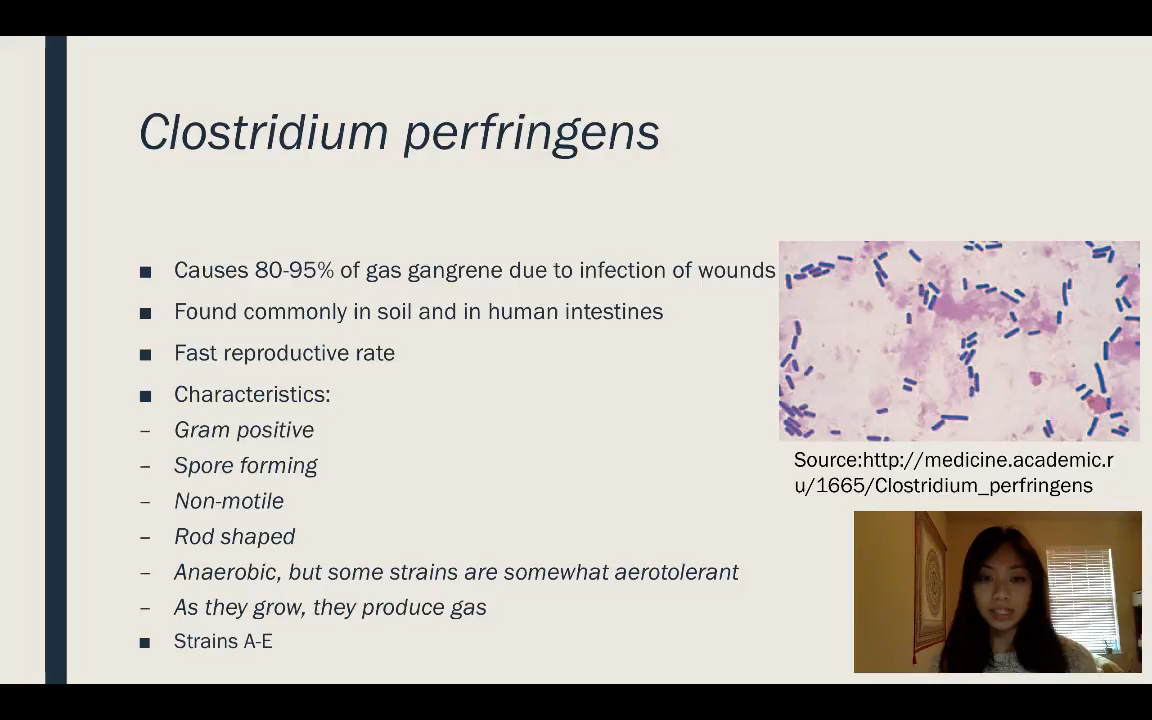 Clostridium perfringens
■ Causes 80-95% of gas gangrene due to infection of wounds
■ Found commonly in soil and in human intestines
■ Fast reproductive rate
■ Characteristics:
– Gram positive
– Spore forming
– Non-motile
– Rod shaped
– Anaerobic, but some strains are somewhat aerotolerant
– As they grow, they produce gas
■ Strains A-E
Source:http://medicine.academic.r
u/1665/Clostridium_perfringens